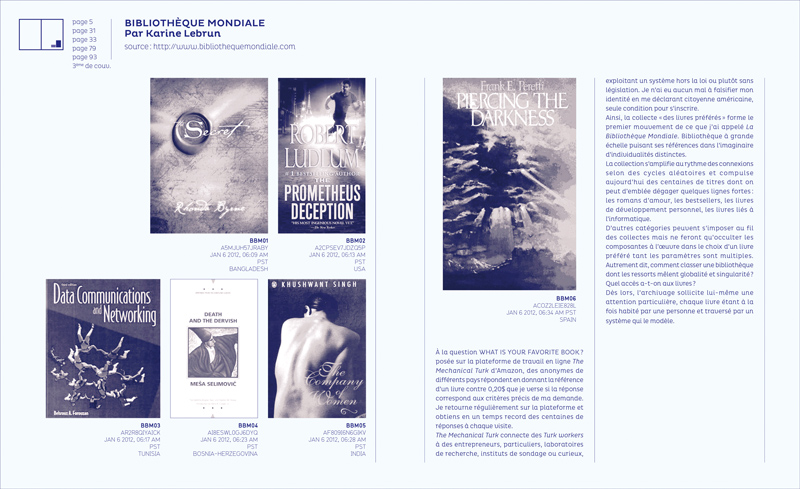 page 5
page 31
page 33
page 79
page 93
3ème de couv.
BIBLIOTHÈQUE MONDIALE
Par Karine Lebrun
source : http://www.bibliothequemondiale.com
The Secret
Rhonda Byrne
BBM01
A5MJUH57JRABY
JAN 6 2012, 06:09 AM
PST
BANGLADESH
ROBERT
LUDLUM
THE
PROMETHEUS
DECEPTION
BBM02
A2CPSEV7JDZQ5P
JAN 6 2012, 06:13 AM
PST
USA
Data Communications
and Networking
Behrouz A. Forouzan
BBM03
JAN 6 2012, 06:17 AM
PST
TUNISIA
DEATH
AND THE DERVISH
MEŠA SELIMOVIĆ
BBM04
JAN 6 2012, 06:23 AM
PST
BOSNIA-HERZEGOVINA
KHUSHWANT SINGH
The
Company
of
Women
BBM05
JAN 6 2012, 06:28 AM
PST
INDIA
Frank E. Peretti
PIERCING THE
DARKNESS
BBM06
JAN 6 2012, 06:34 AM PST
SPAIN
À la question WHAT IS YOUR FAVORITE BOOK ?
posée sur la plateforme de travail en ligne The
Mechanical Turk d'Amazon, des anonymes de
différents pays répondent en donnant la référence
d'un livre contre 0,20$ que je verse si la réponse
correspond aux critères précis de ma demande.
Je retourne régulièrement sur la plateforme et
obtiens en un temps record des centaines de
réponses à chaque visite.
The Mechanical Turk connecte des Turk workers
à des entrepreneurs, particuliers, laboratoires
de recherche, instituts de sondage ou curieux,
exploitant un système hors la loi ou plutôt sans
législation. Je n'ai eu aucun mal à falsifier mon
identité en me déclarant citoyenne américaine,
seule condition pour s'inscrire.
Ainsi, la collecte « des livres préférés » forme le
premier mouvement de ce que j'ai appelé La
Bibliothèque Mondiale. Bibliothèque à grande
échelle puisant ses références dans l'imaginaire
d'individualités distinctes.
La collection s'amplifie au rythme des connexions
selon des cycles aléatoires et compulse
aujourd'hui des centaines de titres dont on
peut d'emblée dégager quelques lignes fortes :
les romans d'amour, les bestsellers, les livres
de développement personnel, les livres liés à
l'informatique.
D'autres catégories peuvent s'imposer au fil
des collectes mais ne feront qu'occulter les
composantes à l'œuvre dans le choix d'un livre
préféré tant les paramètres sont multiples.
Autrement dit, comment classer une bibliothèque
dont les ressorts mêlent globalité et singularité ?
Quel accès a-t-on aux livres ?
Dès lors, l'archivage sollicite lui-même une
attention particulière, chaque livre étant à la
fois habité par une personne et traversé par un
système qui le modèle.